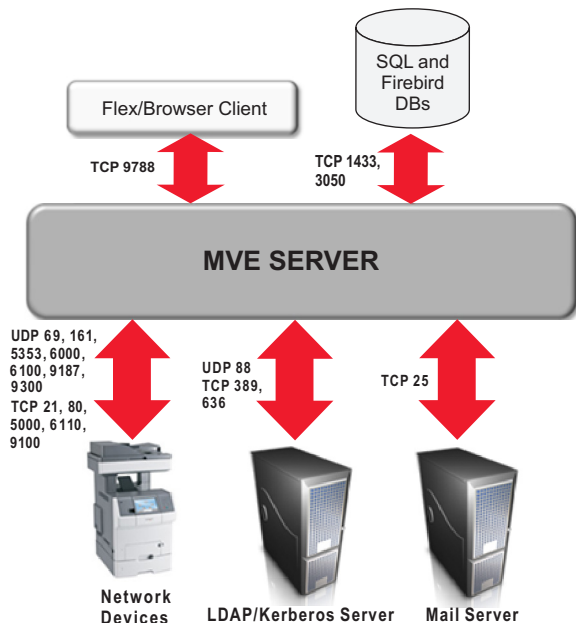 SQL and
Firebird
DBs
Flex/Browser Client
TCP 9788
TCP 1433,
3050
MVE SERVER
UDP 69, 161,
5353, 6000,
6100, 9187,
9300
TCP 21, 80,
5000, 6110,
9100
UDP 88
TCP 389,
636
TCP 25
Network
Devices
LDAP/Kerberos Server
Mail Server